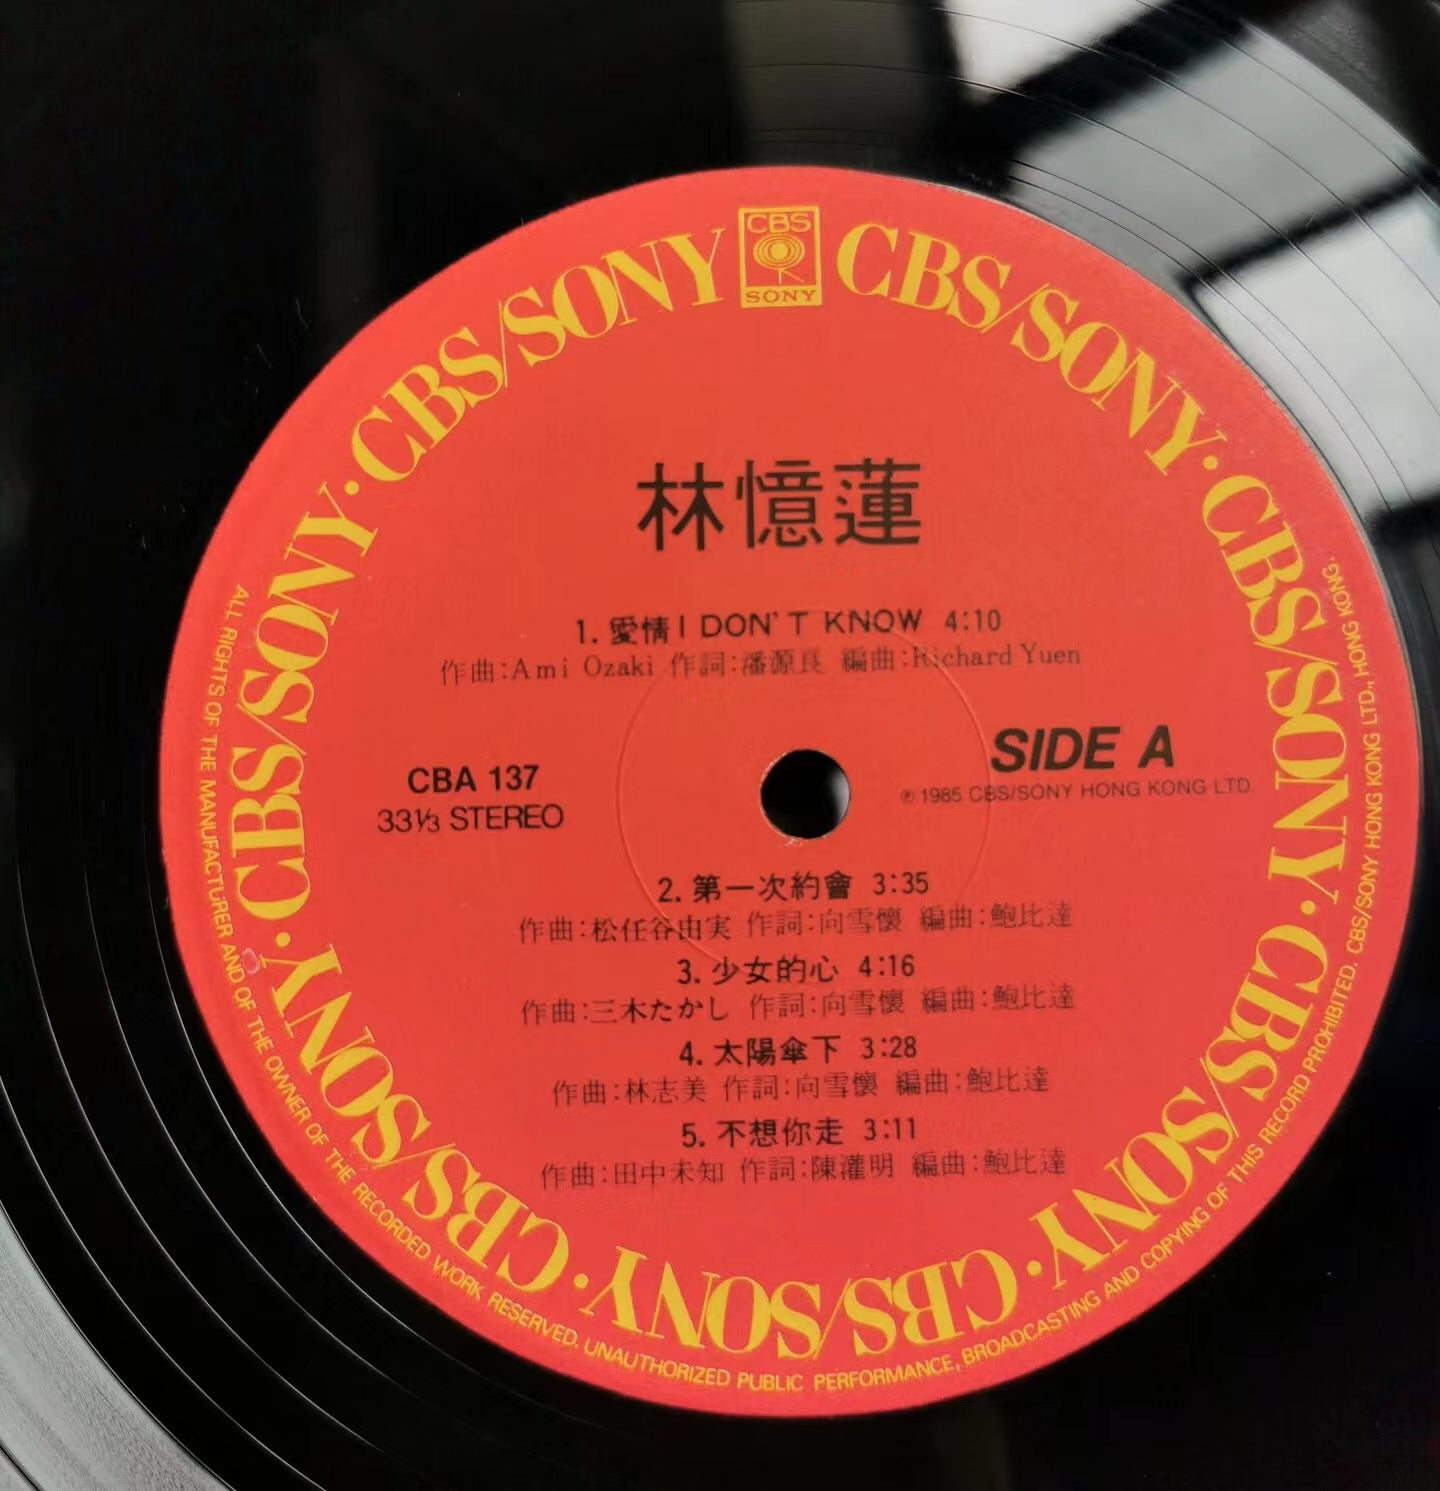 CBS
SONY
CBS/SONY · CBS/SONY · CBS/SONY · CBS/SONY · CBS/SONY · CBS/SONY · CBS/SONY · CBS/SONY
林憶蓮
1. 愛情 I DON'T KNOW 4:10
作曲:Ami Ozaki 作詞:潘源良 編曲:Richard Yuen
SIDE A
℗ 1985 CBS/SONY HONG KONG LTD.
CBA 137
33⅓ STEREO
2. 第一次約會 3:35
作曲:松任谷由実 作詞:向雪懷 編曲:鮑比達
3. 少女的心 4:16
作曲:三木たかし 作詞:向雪懷 編曲:鮑比達
4. 太陽傘下 3:28
作曲:林志美 作詞:向雪懷 編曲:鮑比達
5. 不想你走 3:11
作曲:田中未知 作詞:陳灌明 編曲:鮑比達
ALL RIGHTS OF THE MANUFACTURER AND OF THE OWNER OF THE RECORDED WORK RESERVED. UNAUTHORIZED PUBLIC PERFORMANCE, BROADCASTING AND COPYING OF THIS RECORD PROHIBITED. CBS/SONY HONG KONG LTD., HONG KONG.